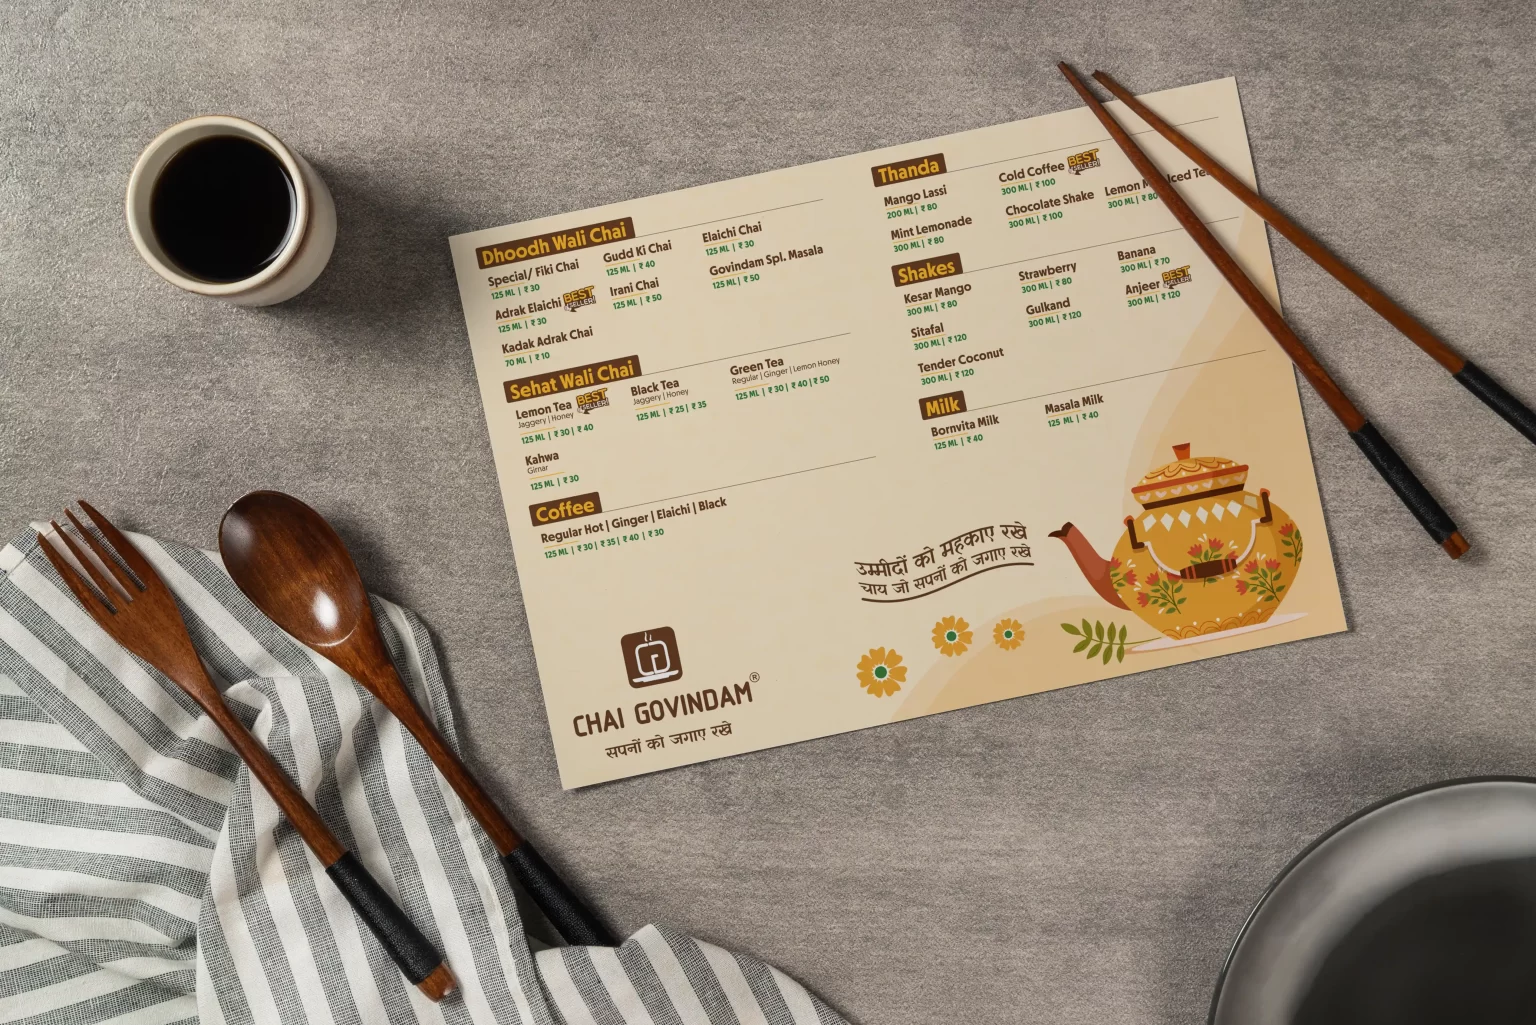 Dhoodh Wali Chai
Special/ Fiki Chai
125 ML | ₹ 30
Adrak Elaichi BEST SELLER!
125 ML | ₹ 30
Kadak Adrak Chai
70 ML | ₹ 10
Gudd Ki Chai
125 ML | ₹ 40
Irani Chai
125 ML | ₹ 50
Elaichi Chai
125 ML | ₹ 30
Govindam Spl. Masala
125 ML | ₹ 50
Sehat Wali Chai
Lemon Tea BEST SELLER!
Jaggery | Honey
125 ML | ₹ 30 | ₹ 40
Kahwa
Girnar
125 ML | ₹ 30
Black Tea
Jaggery | Honey
125 ML | ₹ 25 | ₹ 35
Green Tea
Regular | Ginger | Lemon Honey
125 ML | ₹ 30 | ₹ 40 | ₹ 50
Coffee
Regular Hot | Ginger | Elaichi | Black
125 ML | ₹ 30 | ₹ 35 | ₹ 40 | ₹ 30
CHAI GOVINDAM®
सपनों को जगाए रखे
Thanda
Mango Lassi
200 ML | ₹ 80
Mint Lemonade
300 ML | ₹ 80
Cold Coffee BEST SELLER!
300 ML | ₹ 100
Chocolate Shake
300 ML | ₹ 100
Lemon Iced Tea
300 ML | ₹ 80
Shakes
Kesar Mango
300 ML | ₹ 80
Sitafal
300 ML | ₹ 120
Tender Coconut
300 ML | ₹ 120
Strawberry
300 ML | ₹ 80
Gulkand
300 ML | ₹ 120
Banana
300 ML | ₹ 70
Anjeer BEST SELLER!
300 ML | ₹ 120
Milk
Bornvita Milk
125 ML | ₹ 40
Masala Milk
125 ML | ₹ 40
उम्मीदों को महकाए रखे
चाय जो सपनों को जगाए रखे